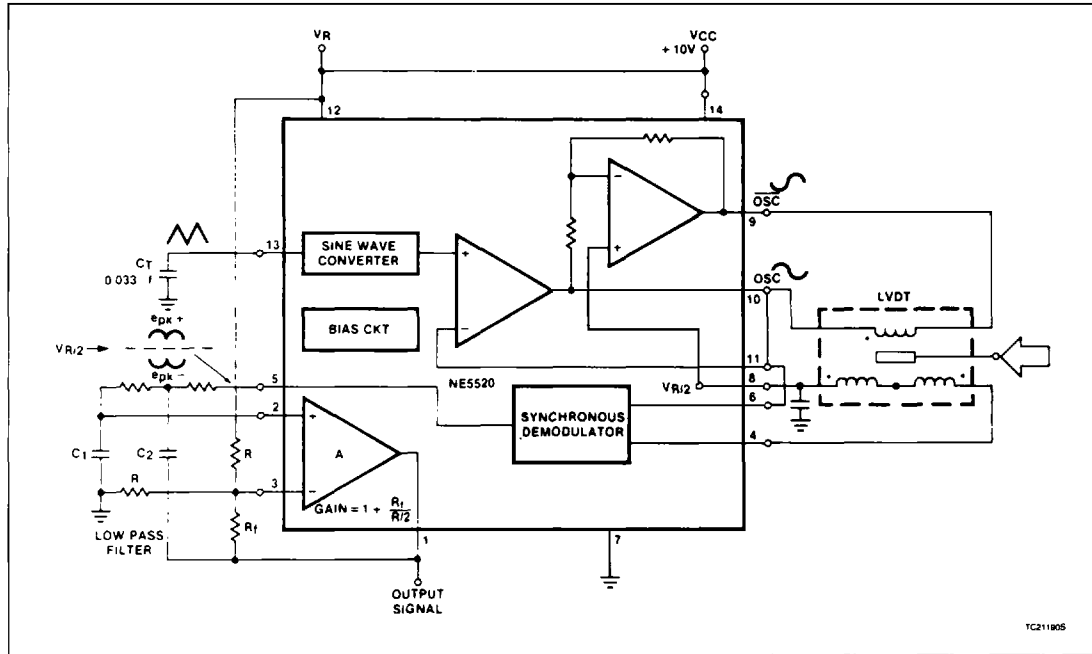 VR
VCC
+ 10V
12
14
OSC
9
13
SINE WAVE
CONVERTER
+
−
−
+
CT
0 033 f
OSC
10
LVDT
BIAS CKT
epk +
VR/2
epk −
11
NE5520
VR/2
8
5
6
SYNCHRONOUS
DEMODULATOR
2
+
4
C1
C2
R
A
R
3
−
GAIN = 1 + Rf
R/2
LOW PASS
FILTER
Rf
1
7
OUTPUT
SIGNAL
TC21190S